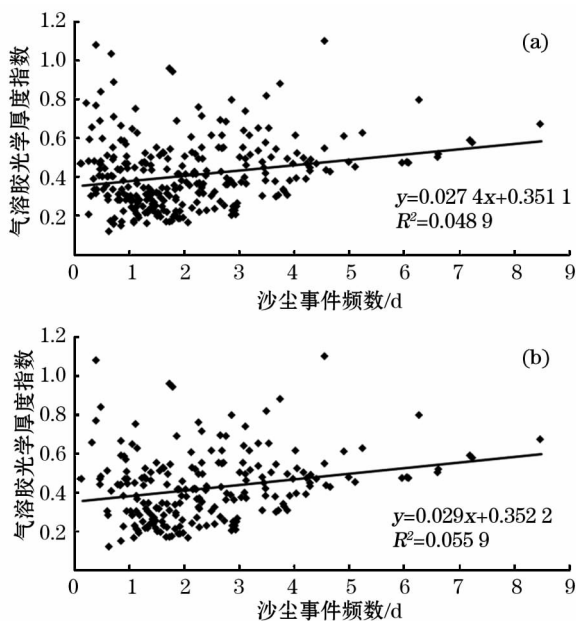 1.2
(a)
1.0
0.8
0.6
0.4
0.2
气溶胶光学厚度指数
y=0.027 4x+0.351 1
R²=0.048 9
0 1 2 3 4 5 6 7 8 9
沙尘事件频数/d
1.2
(b)
1.0
0.8
0.6
0.4
0.2
气溶胶光学厚度指数
y=0.029x+0.352 2
R²=0.055 9
0 1 2 3 4 5 6 7 8 9
沙尘事件频数/d